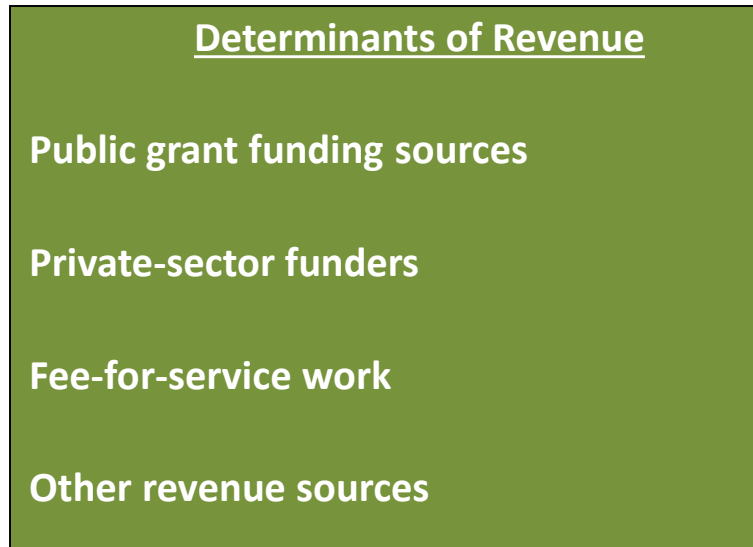 Determinants of Revenue
Public grant funding sources
Private-sector funders
Fee-for-service work
Other revenue sources